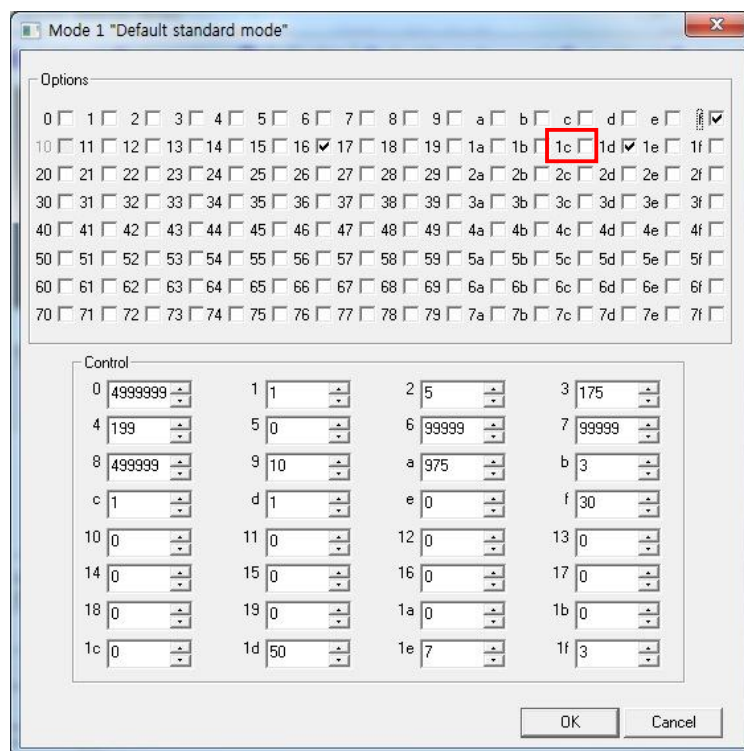 Mode 1 "Default standard mode"
Options
0 1 2 3 4 5 6 7 8 9 a b c d e f
10 11 12 13 14 15 16 17 18 19 1a 1b 1c 1d 1e 1f
20 21 22 23 24 25 26 27 28 29 2a 2b 2c 2d 2e 2f
30 31 32 33 34 35 36 37 38 39 3a 3b 3c 3d 3e 3f
40 41 42 43 44 45 46 47 48 49 4a 4b 4c 4d 4e 4f
50 51 52 53 54 55 56 57 58 59 5a 5b 5c 5d 5e 5f
60 61 62 63 64 65 66 67 68 69 6a 6b 6c 6d 6e 6f
70 71 72 73 74 75 76 77 78 79 7a 7b 7c 7d 7e 7f
Control
0 4999999 1 1 2 5 3 175
4 199 5 0 6 99999 7 99999
8 499999 9 10 a 975 b 3
c 1 d 1 e 0 f 30
10 0 11 0 12 0 13 0
14 0 15 0 16 0 17 0
18 0 19 0 1a 0 1b 0
1c 0 1d 50 1e 7 1f 3
OK Cancel